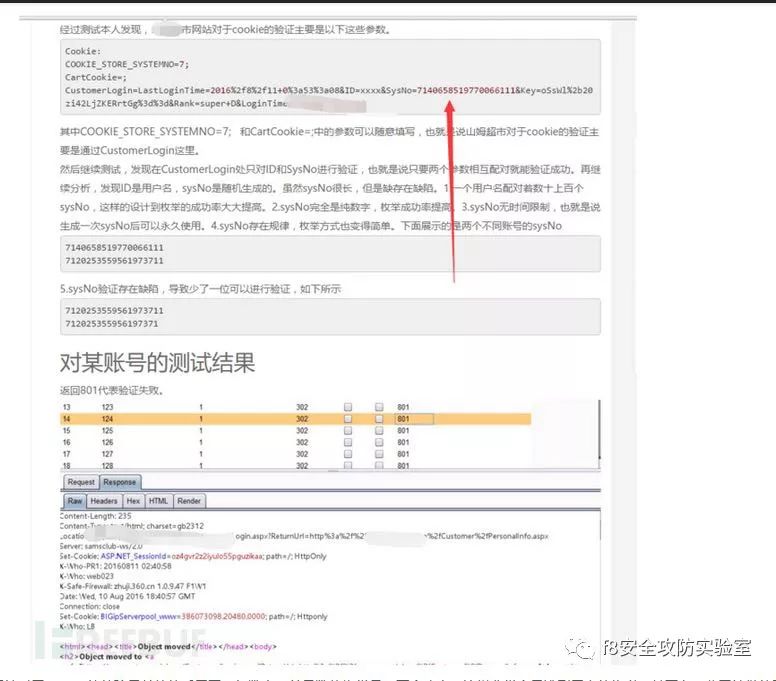 经过测试本人发现，市网站对于cookie的验证主要是以下这些参数。
Cookie:
COOKIE_STORE_SYSTEMNO=7;
CartCookie=;
CustomerLogin=LastLoginTime=2016%2f8%2f11+0%3a53%3a08&ID=xxxx&SysNo=7140658519770066111&Key=oSsWl%2b20
zi42LjZKERrtGg%3d%3d&Rank=super+D&LoginTime
其中COOKIE_STORE_SYSTEMNO=7; 和CartCookie=;中的参数可以随意填写，也就是说山姆超市对于cookie的验证主
要是通过CustomerLogin这里。
然后继续测试，发现在CustomerLogin处只对ID和SysNo进行验证，也就是说只要两个参数相互配对就能验证成功。再继
续分析，发现ID是用户名，sysNo是随机生成的。虽然sysNo很长，但是缺存在缺陷。1.一个用户名配对着数十上百个
sysNo，这样的设计到枚举的成功率大大提高。2.sysNo完全是纯数字，枚举成功率提高。3.sysNo无时间限制，也就是说
生成一次sysNo后可以永久使用。4.sysNo存在规律，枚举方式也变得简单。下面展示的是两个不同账号的sysNo
7140658519770066111
7120253559561973711
5.sysNo验证存在缺陷，导致少了一位可以进行验证，如下所示
7120253559561973711
712025355956197371
对某账号的测试结果
返回801代表验证失败。
13 123 1 302 801
14 124 1 302 801
15 125 1 302 801
16 126 1 302 801
17 127 1 302 801
18 128 1 302 801
Request Response
Raw Headers Hex HTML Render
Content-Length: 235
Content-Type: text/html; charset=gb2312
Locatio ogin.aspx?ReturnUrl=http%3a%2f%2 %2fCustomer%2fPersonalInfo.aspx
Server: samsclub-ws/2.0
Set-Cookie: ASP.NET_SessionId=oz4gvr2z2iyulo55pguzikaa; path=/; HttpOnly
X-Who-PR1: 20160811 02:40:58
X-Who: web023
X-Safe-Firewall: zhuji.360.cn 1.0.9.47 F1W1
Date: Wed, 10 Aug 2016 18:40:57 GMT
Connection: close
Set-Cookie: BIGipServerpool_www=386073098.20480.0000; path=/; Httponly
X-Who: L8
<html><head><title>Object moved</title></head><body>
<h2>Object moved to <a
FREEBUF
f8安全攻防实验室